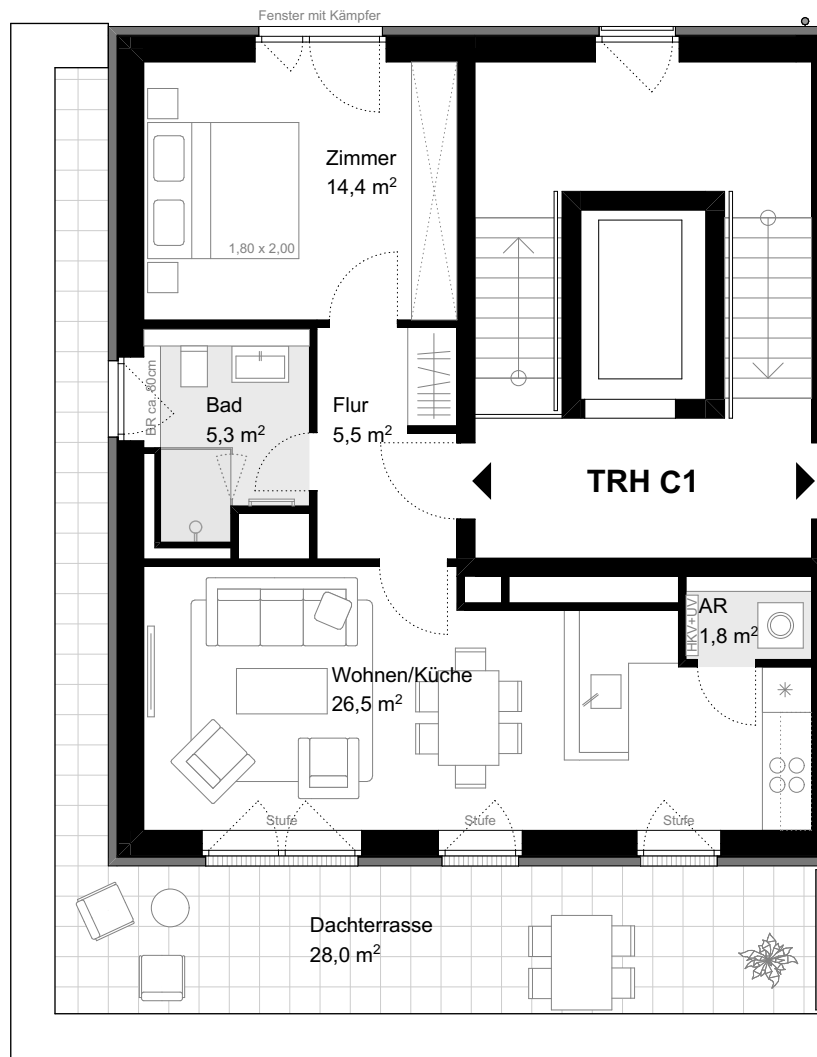 Fenster mit Kämpfer
Zimmer
14,4 m²
1,80 x 2,00
BR ca. 80cm
Bad
5,3 m²
Flur
5,5 m²
TRH C1
HKV+UV
AR
1,8 m²
Wohnen/Küche
26,5 m²
Stufe
Stufe
Stufe
Dachterrasse
28,0 m²